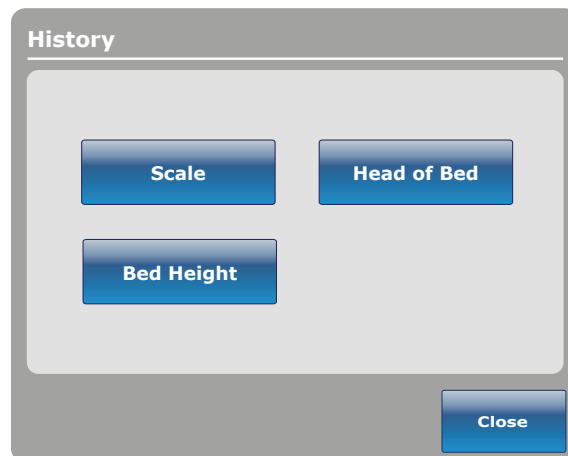 History
Scale
Head of Bed
Bed Height
Close